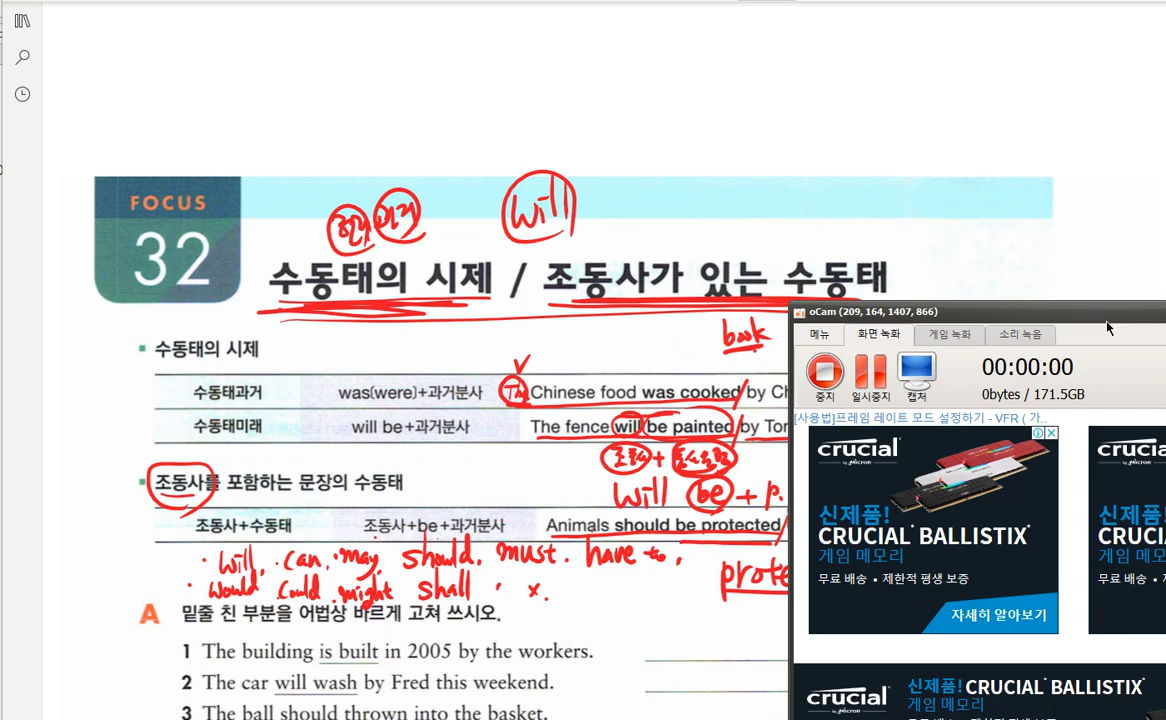 FOCUS
32
현재 과거
will
수동태의 시제 / 조동사가 있는 수동태
book
수동태의 시제
수동태과거 was(were)+과거분사 The Chinese food was cooked by Ch
수동태미래 will be+과거분사 The fence will be painted by Tor
조동사 + 동사원형
will be + p.
조동사를 포함하는 문장의 수동태
조동사+수동태 조동사+be+과거분사 Animals should be protected
will, can, may, should, must, have to,
would could might shall x.
prote
A 밑줄 친 부분을 어법상 바르게 고쳐 쓰시오.
1 The building is built in 2005 by the workers.
2 The car will wash by Fred this weekend.
3 The ball should thrown into the basket.
oCam (209, 164, 1407, 866)
메뉴 화면 녹화 게임 녹화 소리 녹음
00:00:00
0bytes / 171.5GB
중지 일시중지 캡처
[사용법]프레임 레이트 모드 설정하기 - VFR ( 가..
crucial
by Micron
신제품!
CRUCIAL BALLISTIX
게임 메모리
무료 배송 • 제한적 평생 보증
자세히 알아보기
cruci
신제
CRU
게임 메
무료 배
crucial
by Micron
신제품! CRUCIAL BALLISTIX
게임 메모리